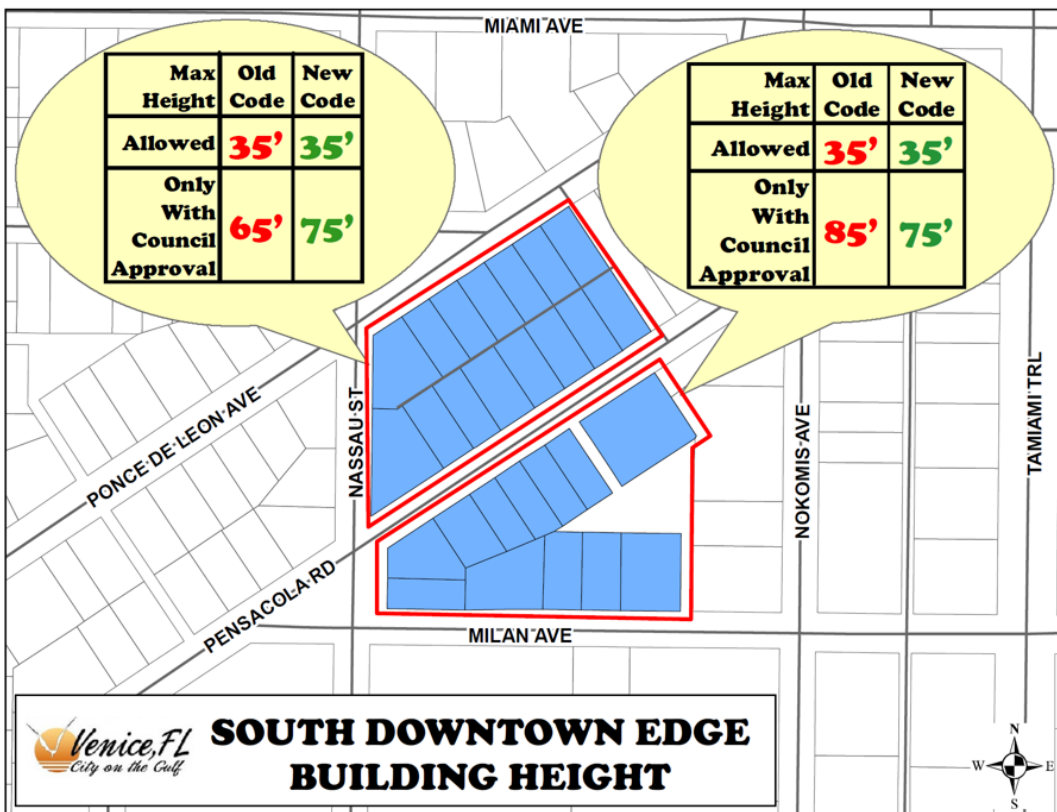 MIAMI AVE
Max Height Old Code New Code
Allowed 35’ 35’
Only With Council Approval 65’ 75’
Max Height Old Code New Code
Allowed 35’ 35’
Only With Council Approval 85’ 75’
PONCE DE LEON AVE
NASSAU ST
PENSACOLA RD
NOKOMIS AVE
TAMIAMI TRL
MILAN AVE
Venice, FL
City on the Gulf
SOUTH DOWNTOWN EDGE
BUILDING HEIGHT
N
W E
S